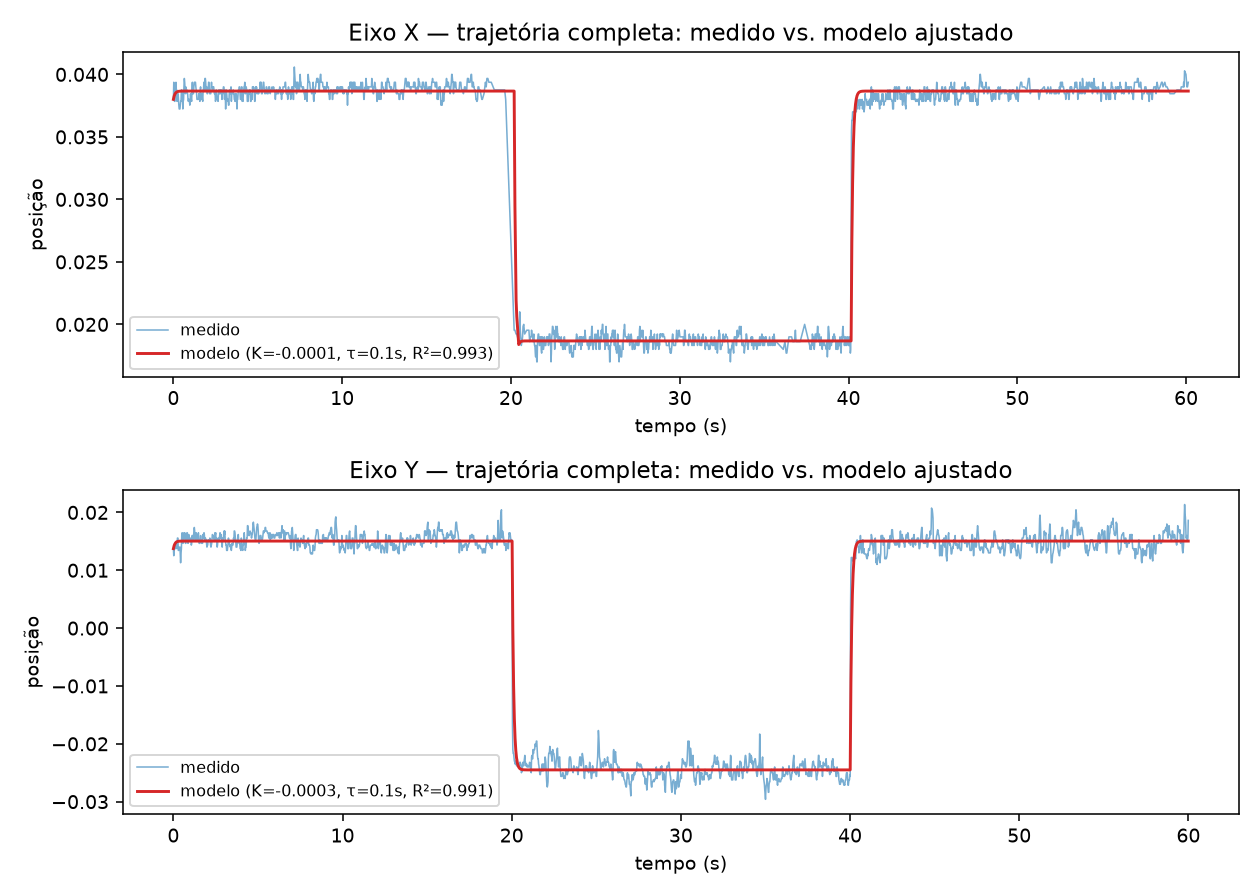 Eixo X — trajetória completa: medido vs. modelo ajustado
0.040
0.035
0.030
0.025
0.020
posição
medido
modelo (K=-0.0001, τ=0.1s, R²=0.993)
0 10 20 30 40 50 60
tempo (s)
Eixo Y — trajetória completa: medido vs. modelo ajustado
0.02
0.01
0.00
−0.01
−0.02
−0.03
posição
medido
modelo (K=-0.0003, τ=0.1s, R²=0.991)
0 10 20 30 40 50 60
tempo (s)